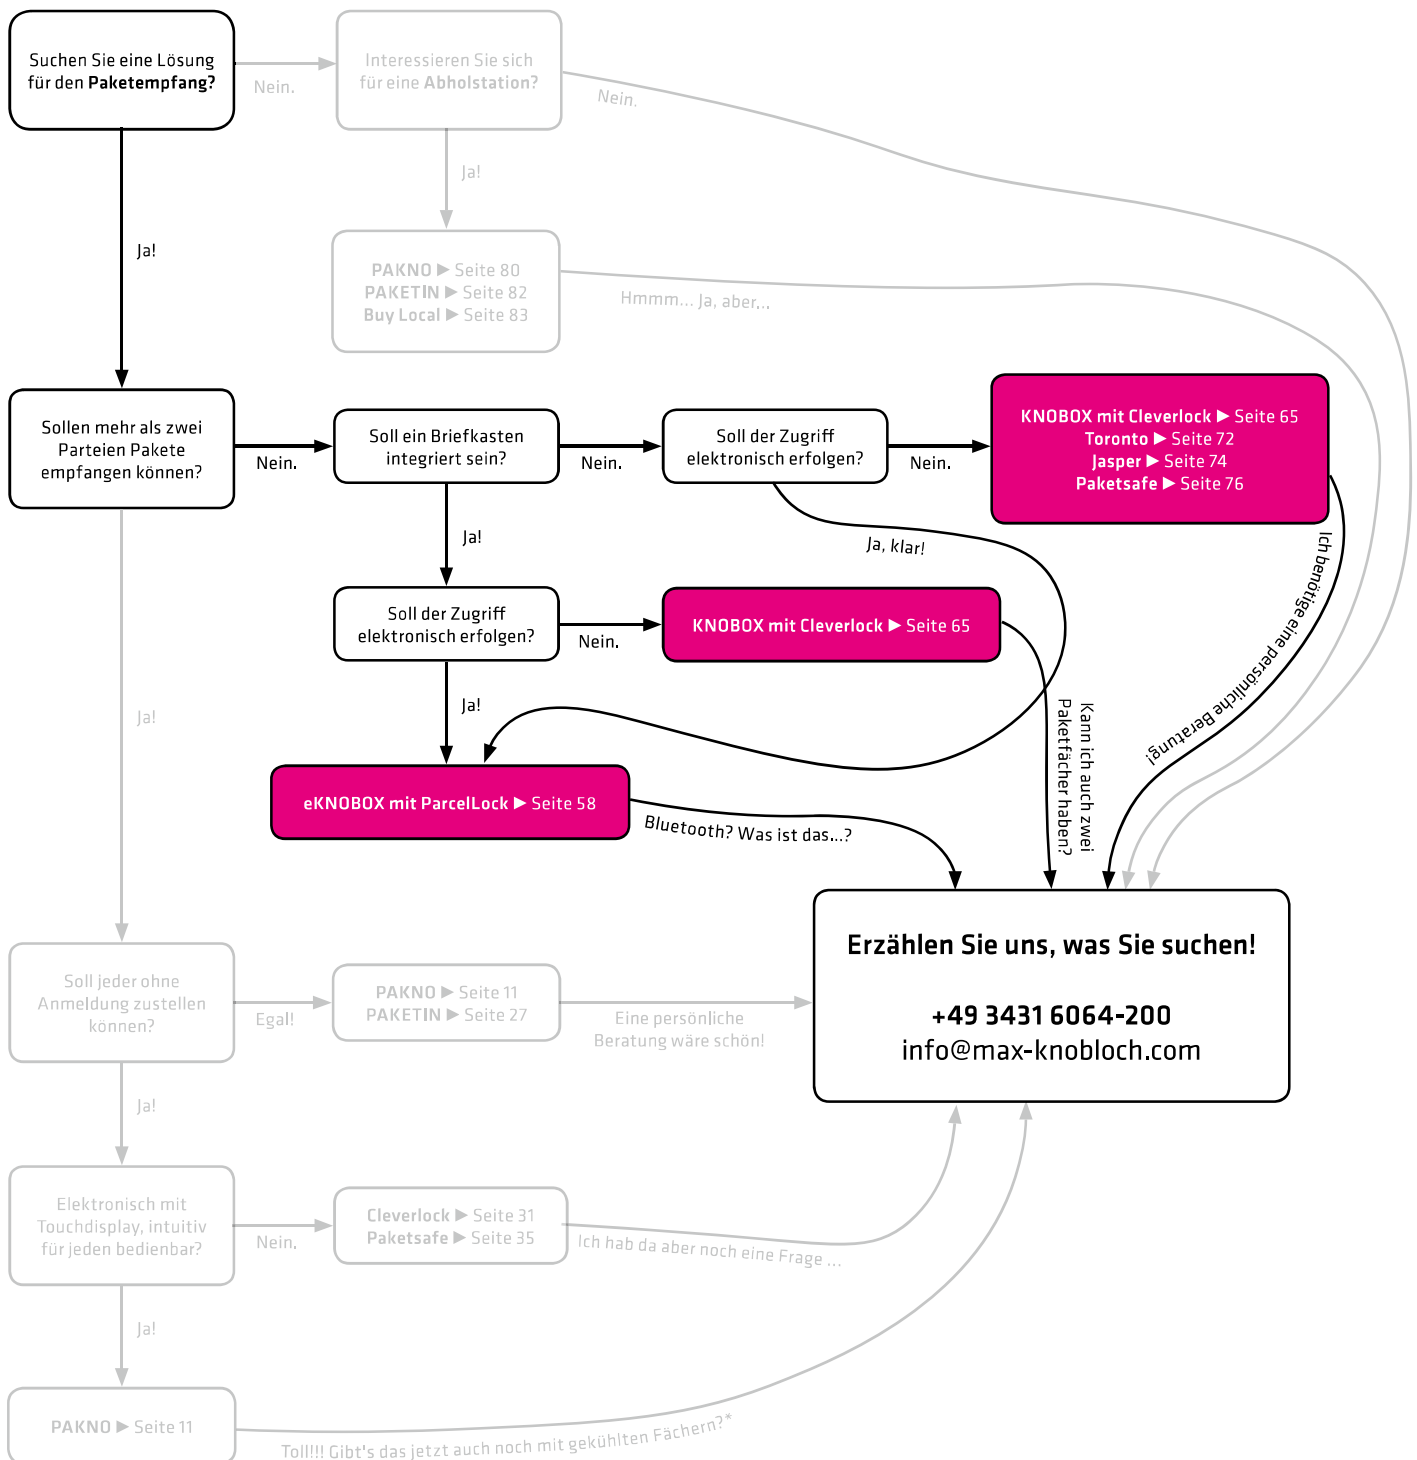 Suchen Sie eine Lösung
für den Paketempfang?
Nein.
Interessieren Sie sich
für eine Abholstation?
Nein.
Ja!
Ja!
PAKNO ▶ Seite 80
PAKETIN ▶ Seite 82
Buy Local ▶ Seite 83
Hmmm... Ja, aber...
Sollen mehr als zwei
Parteien Pakete
empfangen können?
Nein.
Soll ein Briefkasten
integriert sein?
Nein.
Soll der Zugriff
elektronisch erfolgen?
Nein.
KNOBOX mit Cleverlock ▶ Seite 65
Toronto ▶ Seite 72
Jasper ▶ Seite 74
Paketsafe ▶ Seite 76
Ja!
Ja, klar!
Ich benötige eine persönliche Beratung!
Soll der Zugriff
elektronisch erfolgen?
Nein.
KNOBOX mit Cleverlock ▶ Seite 65
Kann ich auch zwei
Paketfächer haben?
Ja!
Ja!
eKNOBOX mit ParcelLock ▶ Seite 58
Bluetooth? Was ist das...?
Erzählen Sie uns, was Sie suchen!
+49 3431 6064-200
info@max-knobloch.com
Soll jeder ohne
Anmeldung zustellen
können?
Egal!
PAKNO ▶ Seite 11
PAKETIN ▶ Seite 27
Eine persönliche
Beratung wäre schön!
Ja!
Elektronisch mit
Touchdisplay, intuitiv
für jeden bedienbar?
Nein.
Cleverlock ▶ Seite 31
Paketsafe ▶ Seite 35
Ich hab da aber noch eine Frage ...
Ja!
PAKNO ▶ Seite 11
Toll!!! Gibt's das jetzt auch noch mit gekühlten Fächern?*